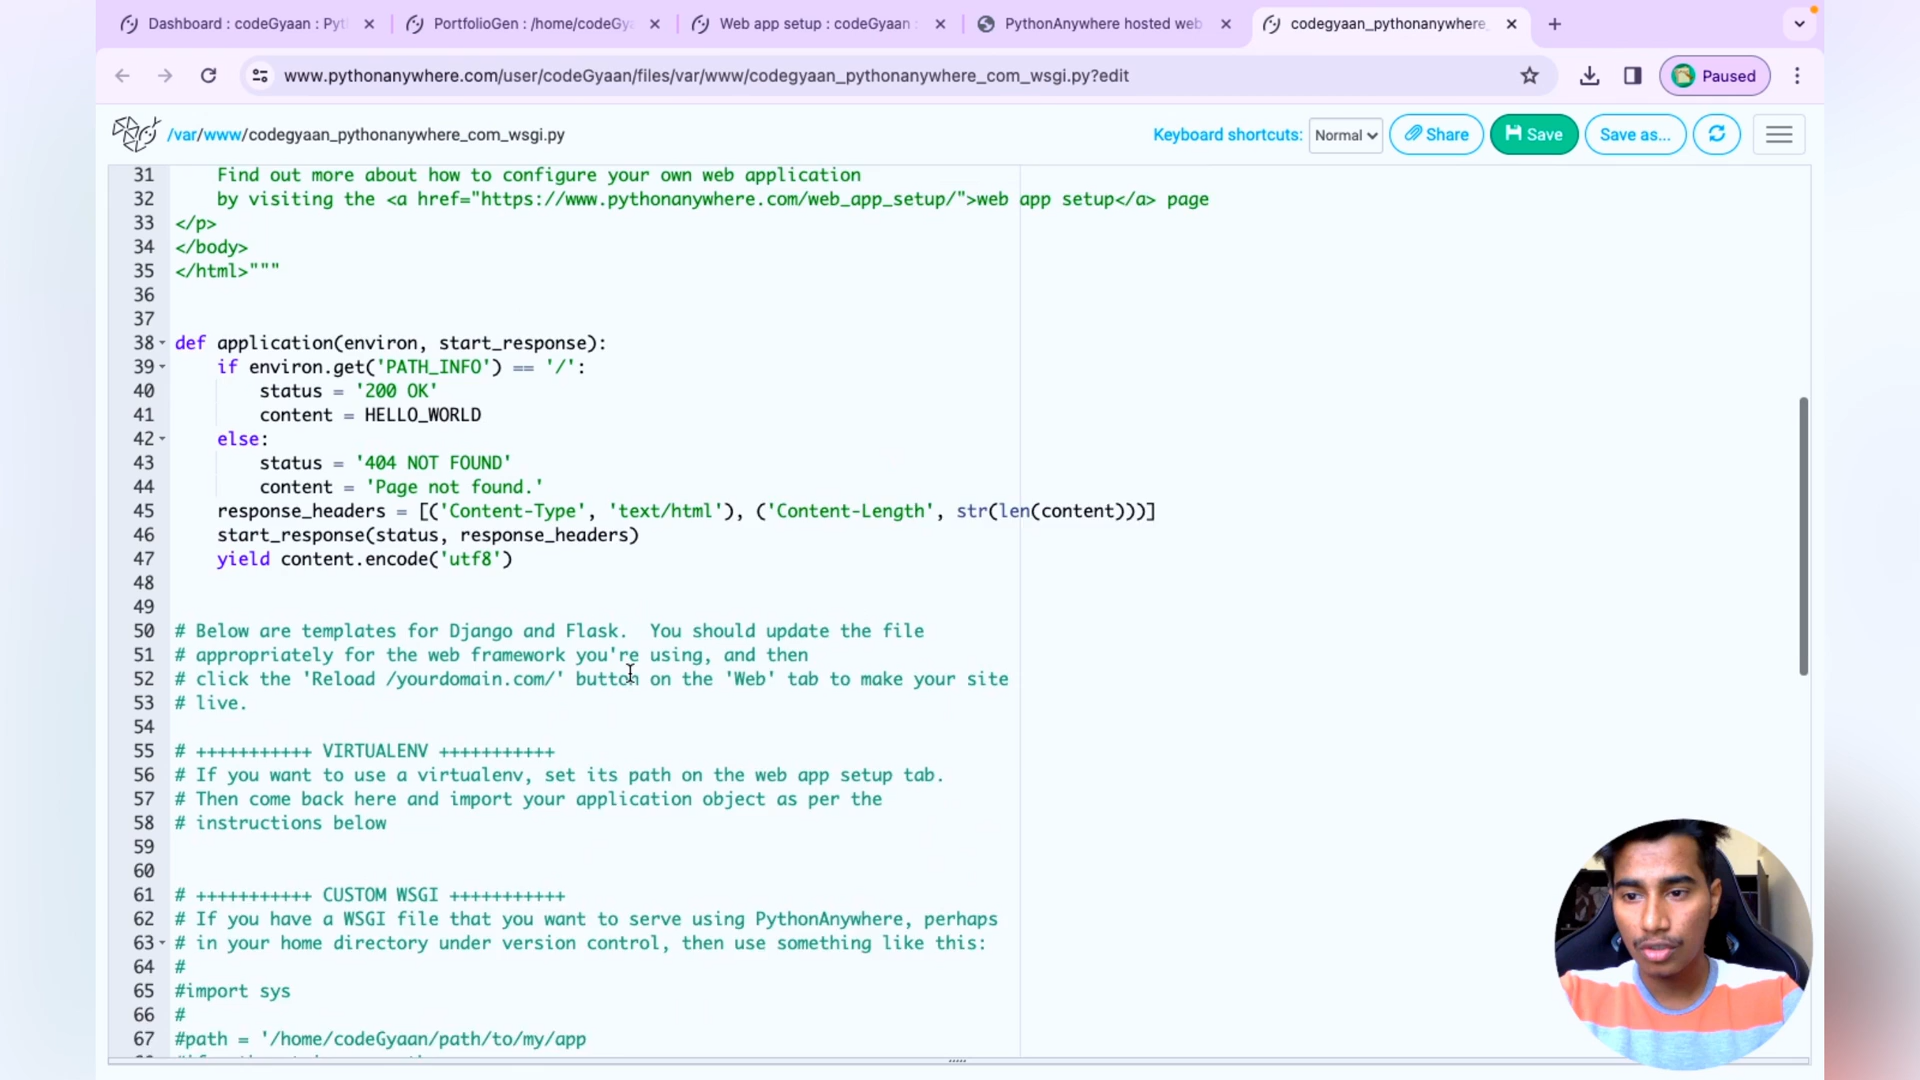 Dashboard : codeGyaan : Pyt
PortfolioGen : /home/codeGya
Web app setup : codeGyaan :
PythonAnywhere hosted web
codegyaan_pythonanywhere_
www.pythonanywhere.com/user/codeGyaan/files/var/www/codegyaan_pythonanywhere_com_wsgi.py?edit
Paused
/var/www/codegyaan_pythonanywhere_com_wsgi.py
Keyboard shortcuts: Normal Share Save Save as...
31 Find out more about how to configure your own web application
32 by visiting the <a href="https://www.pythonanywhere.com/web_app_setup/">web app setup</a> page
33 </p>
34 </body>
35 </html>"""
36
37
38 def application(environ, start_response):
39 if environ.get('PATH_INFO') == '/':
40 status = '200 OK'
41 content = HELLO_WORLD
42 else:
43 status = '404 NOT FOUND'
44 content = 'Page not found.'
45 response_headers = [('Content-Type', 'text/html'), ('Content-Length', str(len(content)))]
46 start_response(status, response_headers)
47 yield content.encode('utf8')
48
49
50 # Below are templates for Django and Flask.  You should update the file
51 # appropriately for the web framework you're using, and then
52 # click the 'Reload /yourdomain.com/' button on the 'Web' tab to make your site
53 # live.
54
55 # +++++++++++ VIRTUALENV +++++++++++
56 # If you want to use a virtualenv, set its path on the web app setup tab.
57 # Then come back here and import your application object as per the
58 # instructions below
59
60
61 # +++++++++++ CUSTOM WSGI +++++++++++
62 # If you have a WSGI file that you want to serve using PythonAnywhere, perhaps
63 # in your home directory under version control, then use something like this:
64 #
65 #import sys
66 #
67 #path = '/home/codeGyaan/path/to/my/app